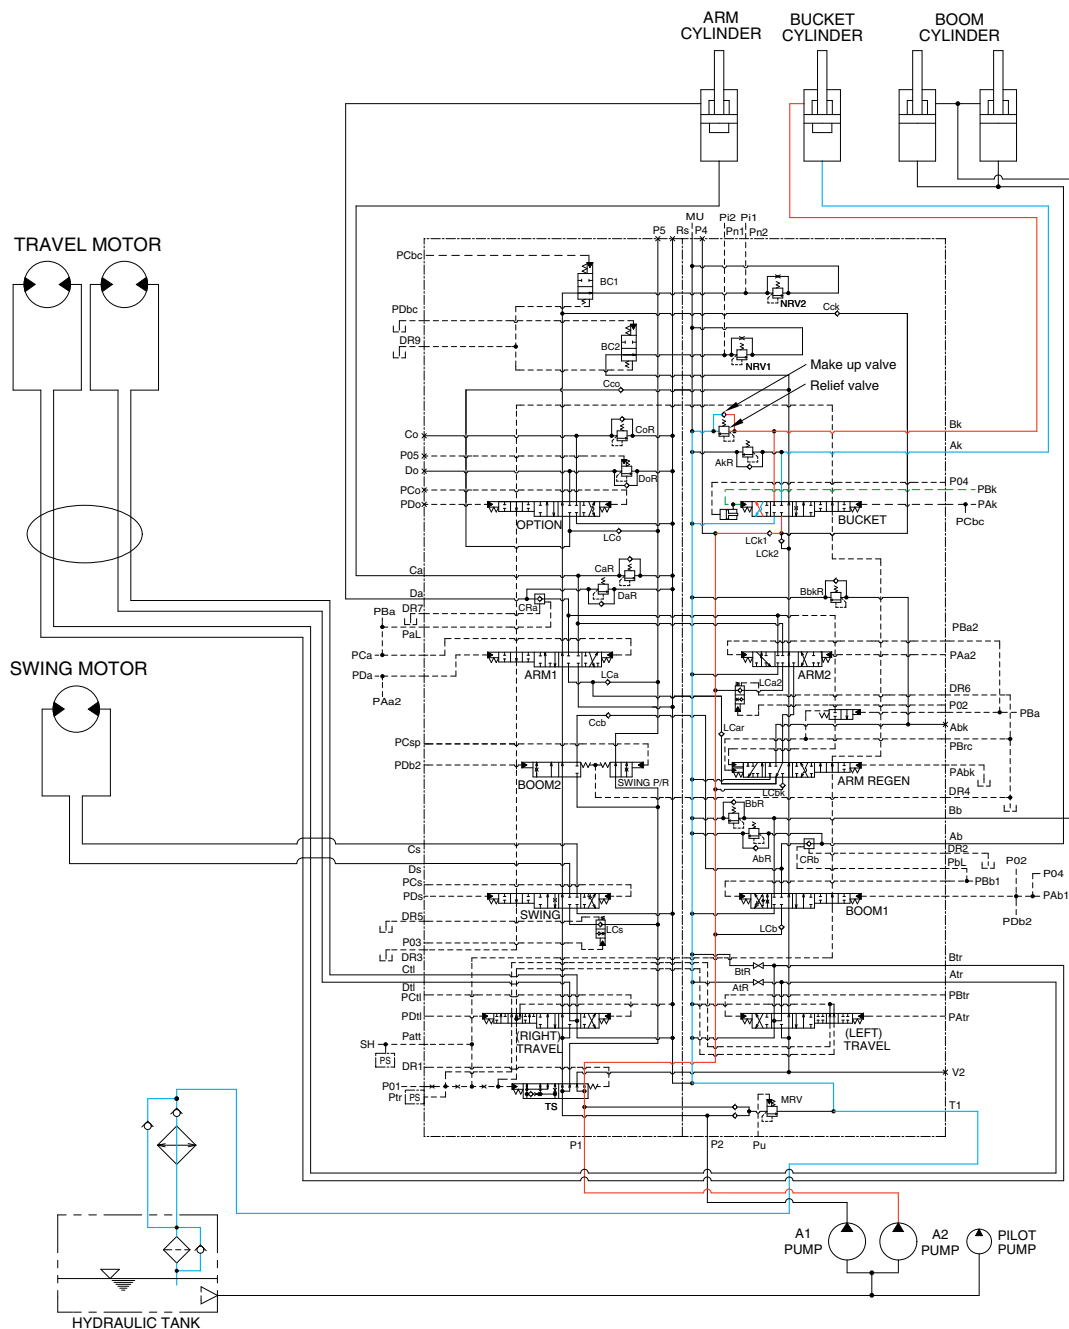 ARM
CYLINDER
BUCKET
CYLINDER
BOOM
CYLINDER
TRAVEL MOTOR
SWING MOTOR
MU
P5
Rs
P4
Pi2
Pn1
Pi1
Pn2
PCbc
BC1
NRV2
Cck
PDbc
DR9
BC2
NRV1
Make up valve
Cco
Relief valve
Co
CoR
Bk
Ak
P05
AkR
Do
DoR
P04
PCo
PBk
PDo
PAk
OPTION
BUCKET
PCbc
LCo
LCk1
LCk2
Ca
CaR
Da
DaR
BbkR
PBa
DR7
CRa
PaL
PBa2
PCa
PAa2
PDa
ARM1
ARM2
PAa2
LCa
LCa2
DR6
P02
PBa
Ccb
LCar
Abk
PCsp
PBrc
PDb2
PAbk
BOOM2
SWING P/R
ARM REGEN
LCbk
DR4
BbR
Bb
Ab
Cs
AbR
CRb
DR2
Ds
PbL
P02
PCs
PBb1
P04
PDs
PAb1
SWING
BOOM1
DR5
LCs
LCb
PDb2
P03
DR3
Btr
Ctl
BtR
Atr
Dtl
AtR
PCtl
PBtr
PDtl
PAtr
Patt
(RIGHT)
TRAVEL
(LEFT)
TRAVEL
SH
PS
DR1
V2
P01
Ptr
PS
TS
MRV
T1
P1
P2
Pu
A1
PUMP
A2
PUMP
PILOT
PUMP
HYDRAULIC TANK